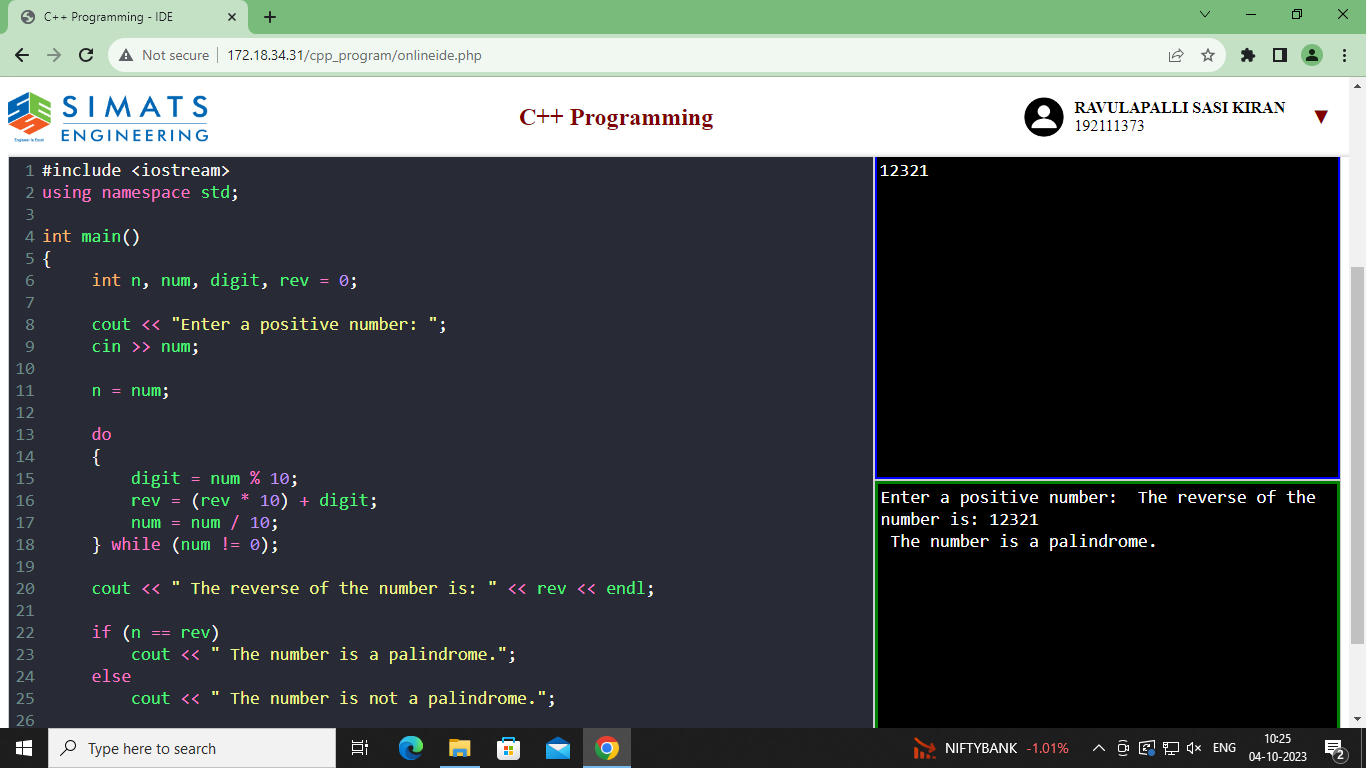 C++ Programming - IDE
Not secure 172.18.34.31/cpp_program/onlineide.php
SIMATS
ENGINEERING
Engineer to Excel
C++ Programming
RAVULAPALLI SASI KIRAN
192111373
1 #include <iostream>
2 using namespace std;
3
4 int main()
5 {
6      int n, num, digit, rev = 0;
7
8      cout << "Enter a positive number: ";
9      cin >> num;
10
11      n = num;
12
13      do
14      {
15          digit = num % 10;
16          rev = (rev * 10) + digit;
17          num = num / 10;
18      } while (num != 0);
19
20      cout << " The reverse of the number is: " << rev << endl;
21
22      if (n == rev)
23          cout << " The number is a palindrome.";
24      else
25          cout << " The number is not a palindrome.";
26
12321
Enter a positive number:  The reverse of the
number is: 12321
 The number is a palindrome.
Type here to search
NIFTYBANK -1.01%
ENG
10:25
04-10-2023
2